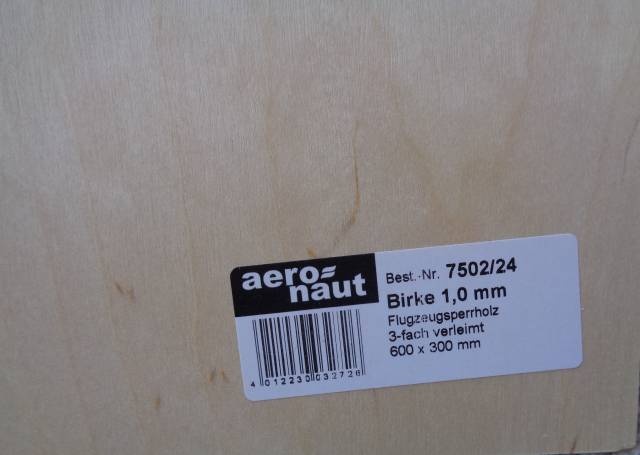 aero-
naut
Best.-Nr. 7502/24
Birke 1,0 mm
Flugzeugsperrholz
3-fach verleimt
600 x 300 mm
4 012230 032726